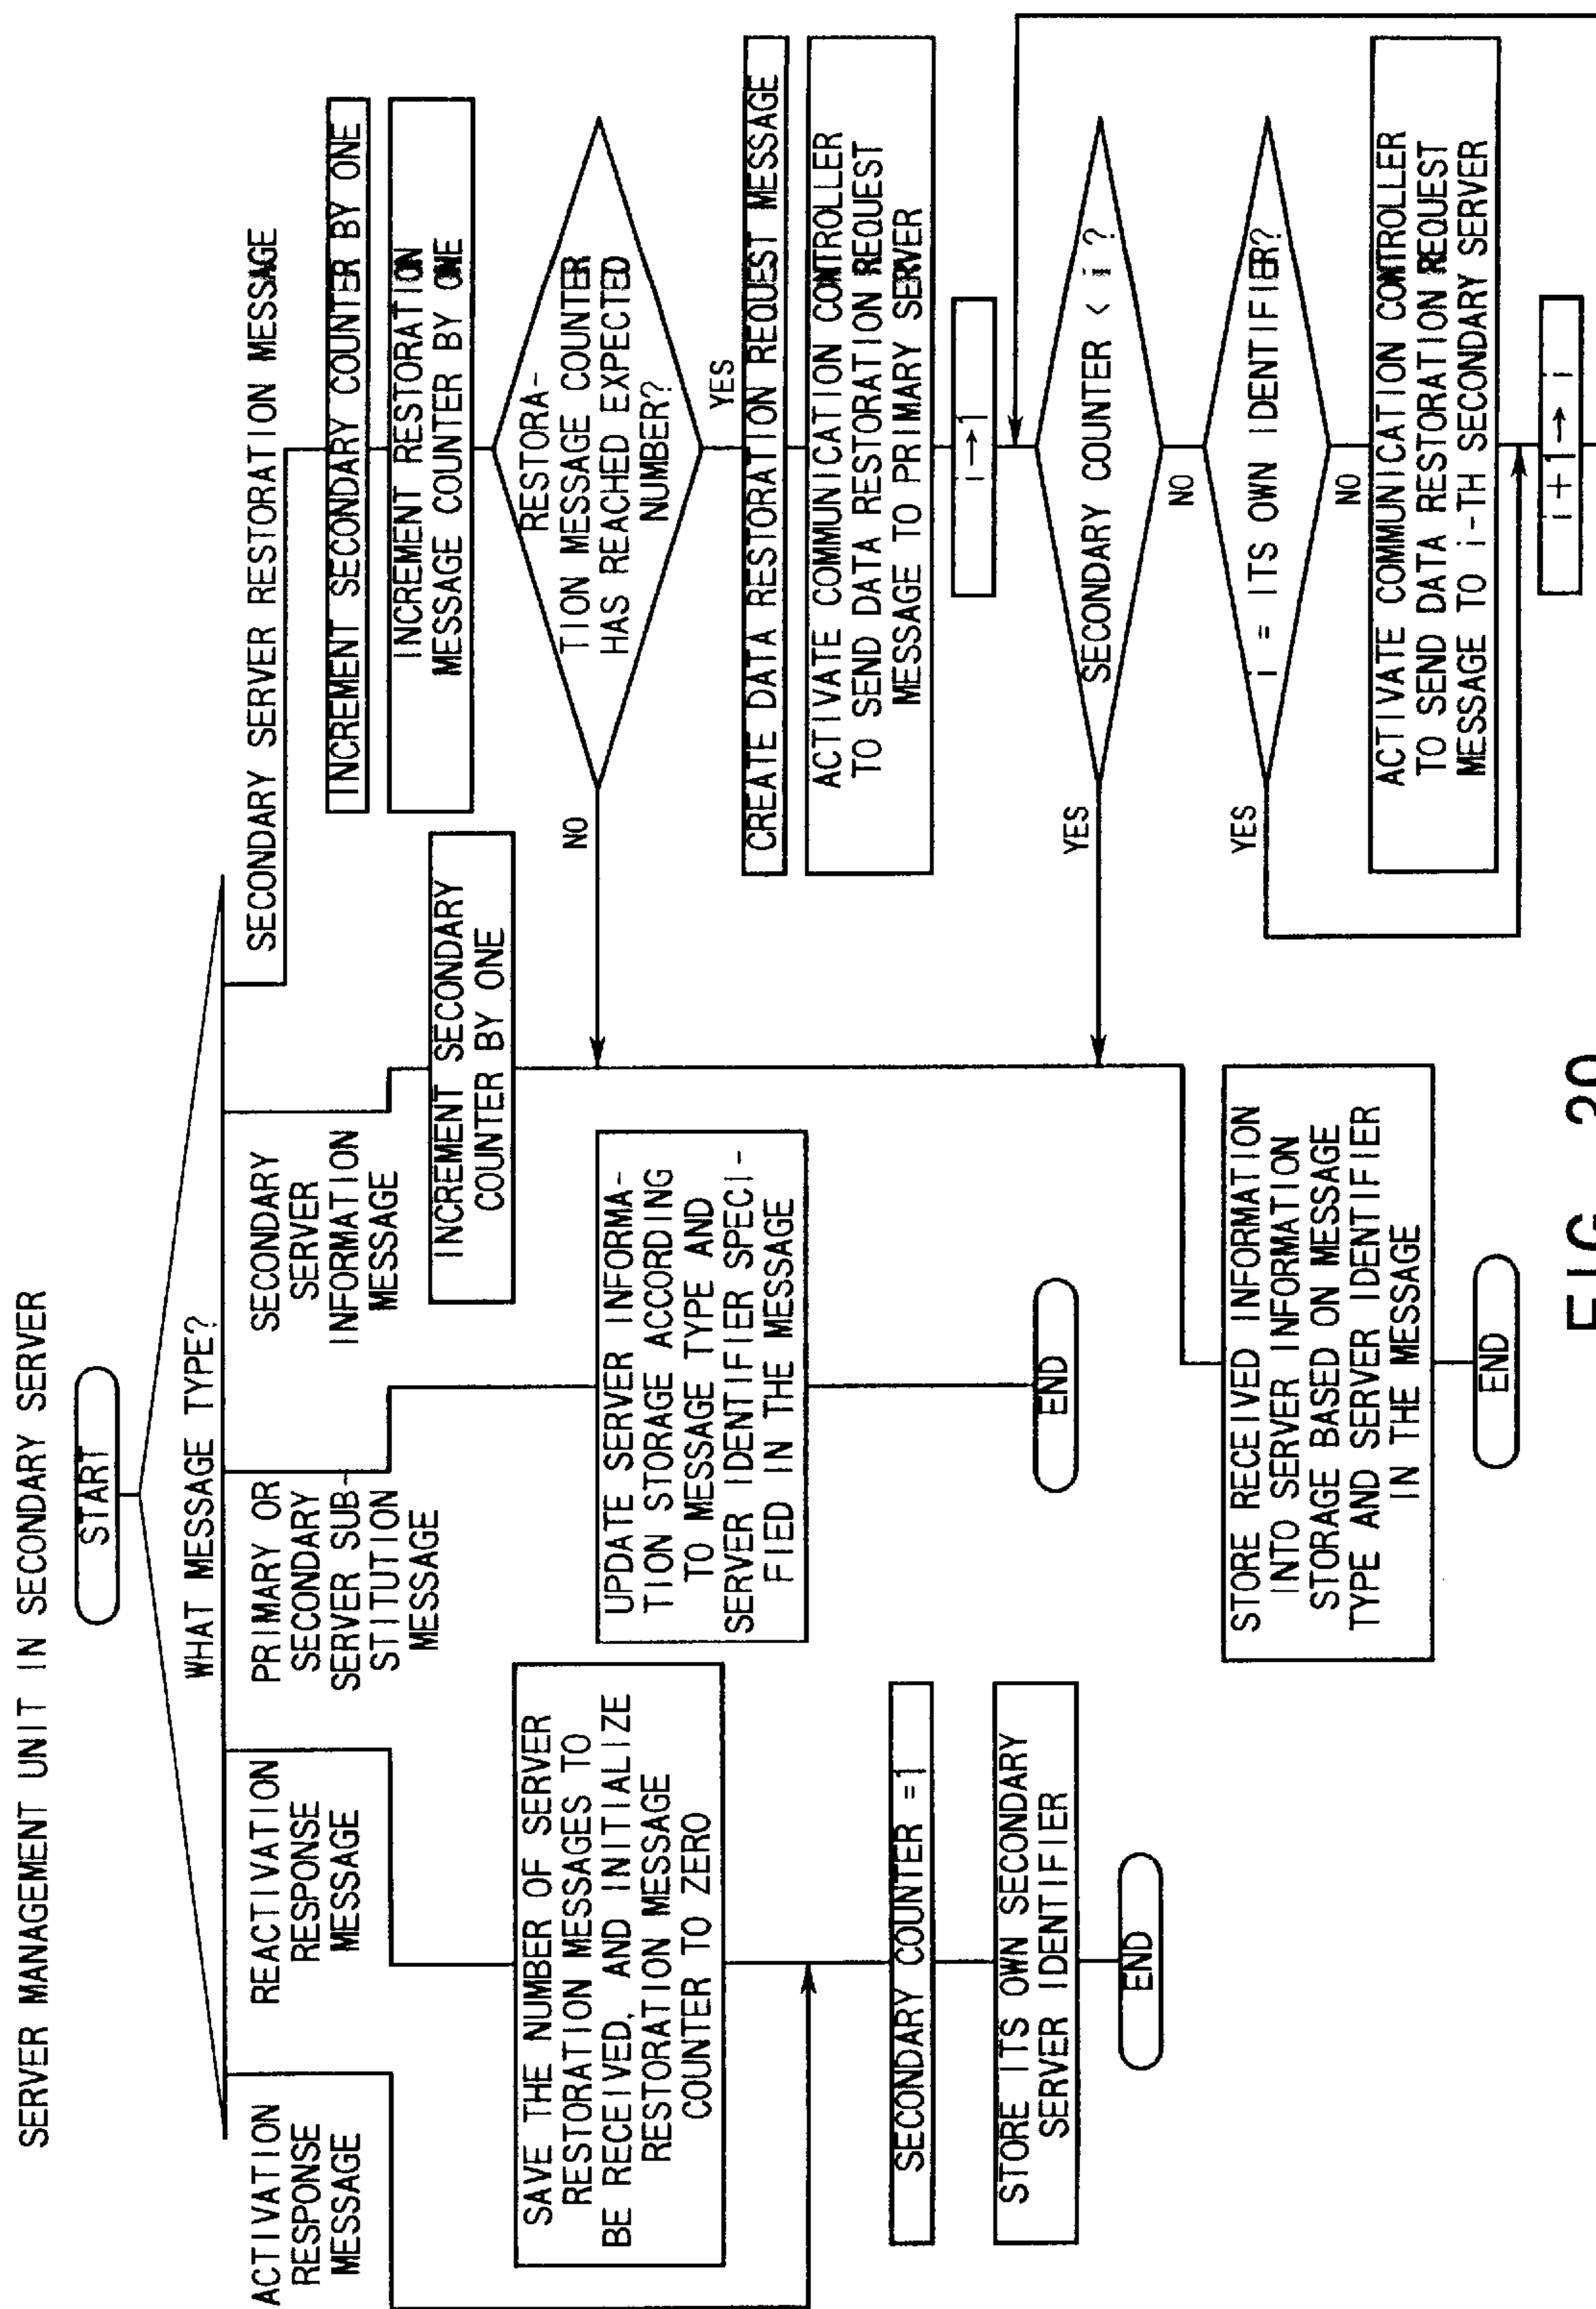 SERVER MANAGEMENT UNIT IN SECONDARY SERVER
START
WHAT MESSAGE TYPE?
ACTIVATION
RESPONSE
MESSAGE
REACTIVATION
RESPONSE
MESSAGE
PRIMARY OR
SECONDARY
SERVER SUB-
STITUTION
MESSAGE
SECONDARY
SERVER
INFORMATION
MESSAGE
SECONDARY SERVER RESTORATION MESSAGE
SAVE THE NUMBER OF SERVER
RESTORATION MESSAGES TO
BE RECEIVED, AND INITIALIZE
RESTORATION MESSAGE
COUNTER TO ZERO
SECONDARY COUNTER =1
STORE ITS OWN SECONDARY
SERVER IDENTIFIER
END
UPDATE SERVER INFORMA-
TION STORAGE ACCORDING
TO MESSAGE TYPE AND
SERVER IDENTIFIER SPECI-
FIED IN THE MESSAGE
END
INCREMENT SECONDARY
COUNTER BY ONE
STORE RECEIVED INFORMATION
INTO SERVER INFORMATION
STORAGE BASED ON MESSAGE
TYPE AND SERVER IDENTIFIER
IN THE MESSAGE
END
INCREMENT SECONDARY COUNTER BY ONE
INCREMENT RESTORATION
MESSAGE COUNTER BY ONE
RESTORA-
TION MESSAGE COUNTER
HAS REACHED EXPECTED
NUMBER?
NO
YES
CREATE DATA RESTORATION REQUEST MESSAGE
ACTIVATE COMMUNICATION CONTROLLER
TO SEND DATA RESTORATION REQUEST
MESSAGE TO PRIMARY SERVER
i→1
SECONDARY COUNTER < i ?
YES
NO
i = ITS OWN IDENTIFIER?
YES
NO
ACTIVATE COMMUNICATION CONTROLLER
TO SEND DATA RESTORATION REQUEST
MESSAGE TO i-TH SECONDARY SERVER
i+1→i